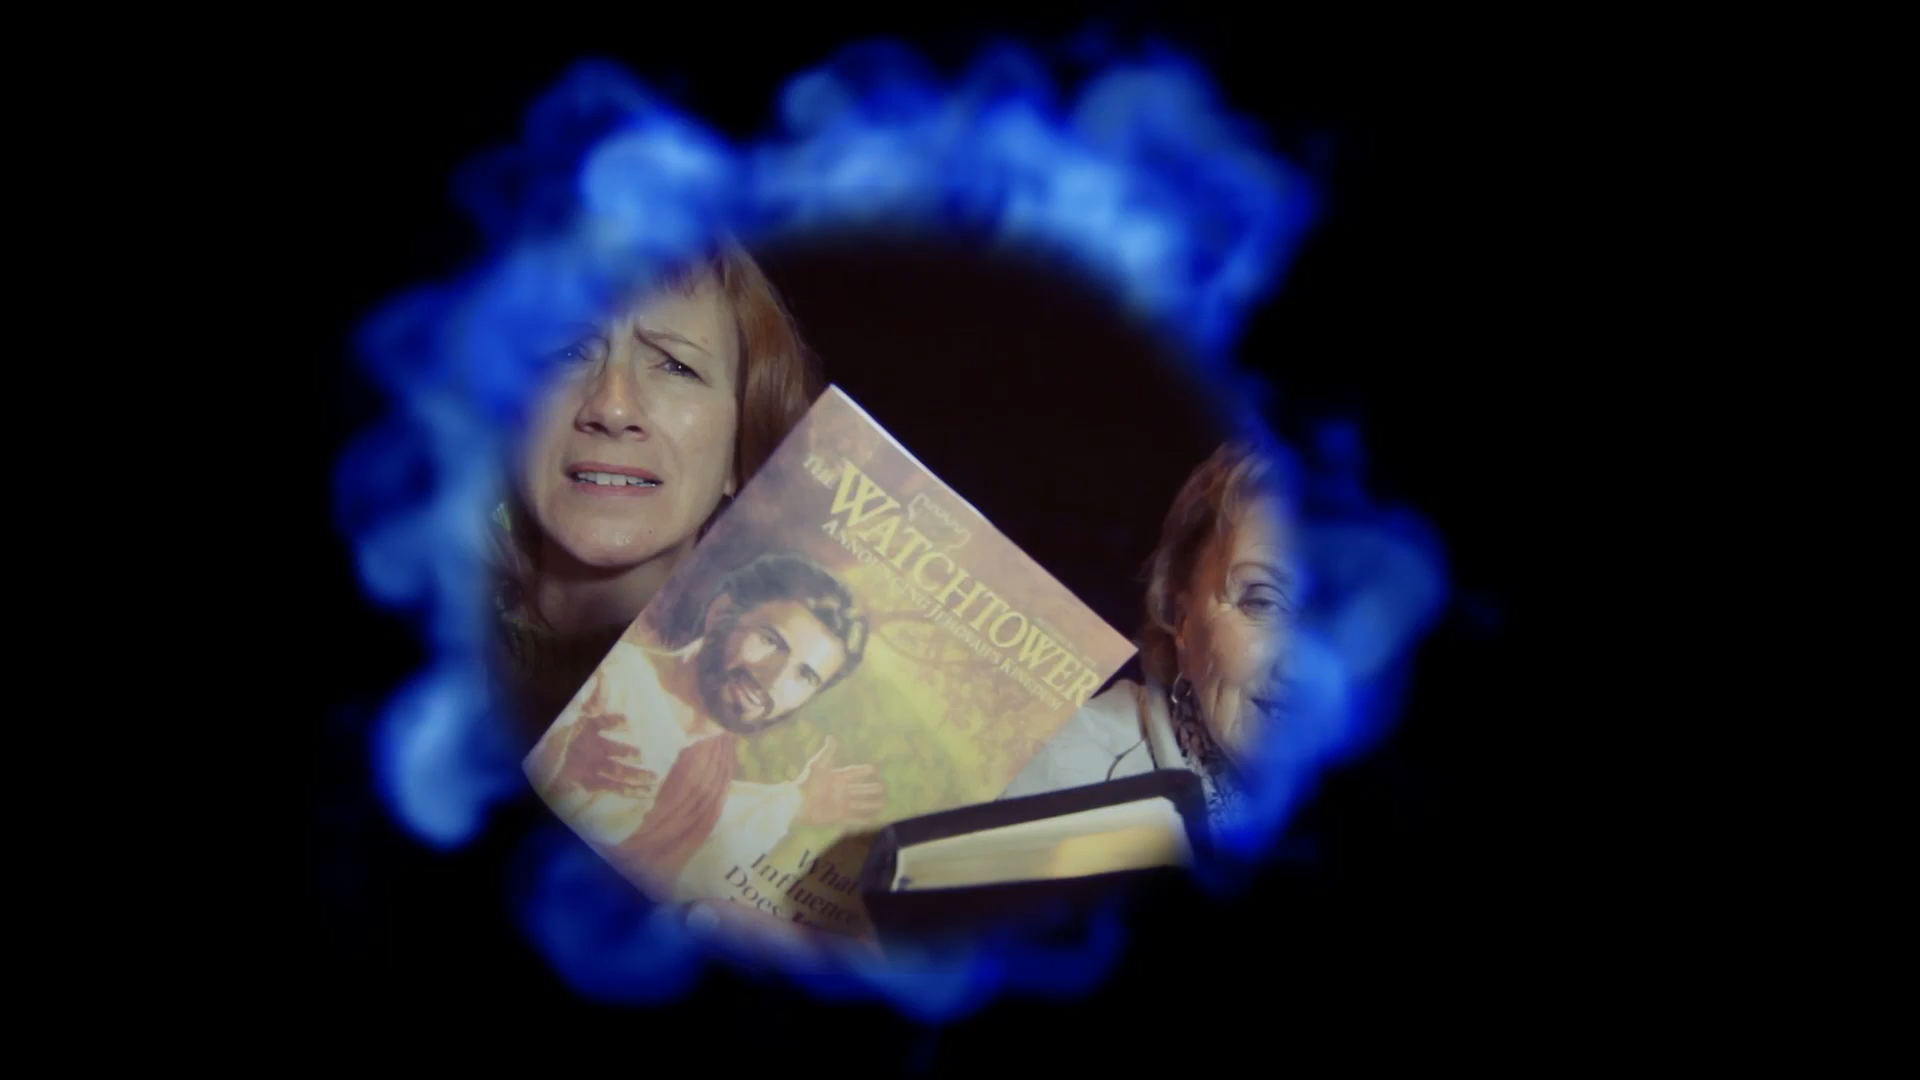 THE
WATCHTOWER
ANNOUNCING JEHOVAH'S KINGDOM
What
Influence
Does